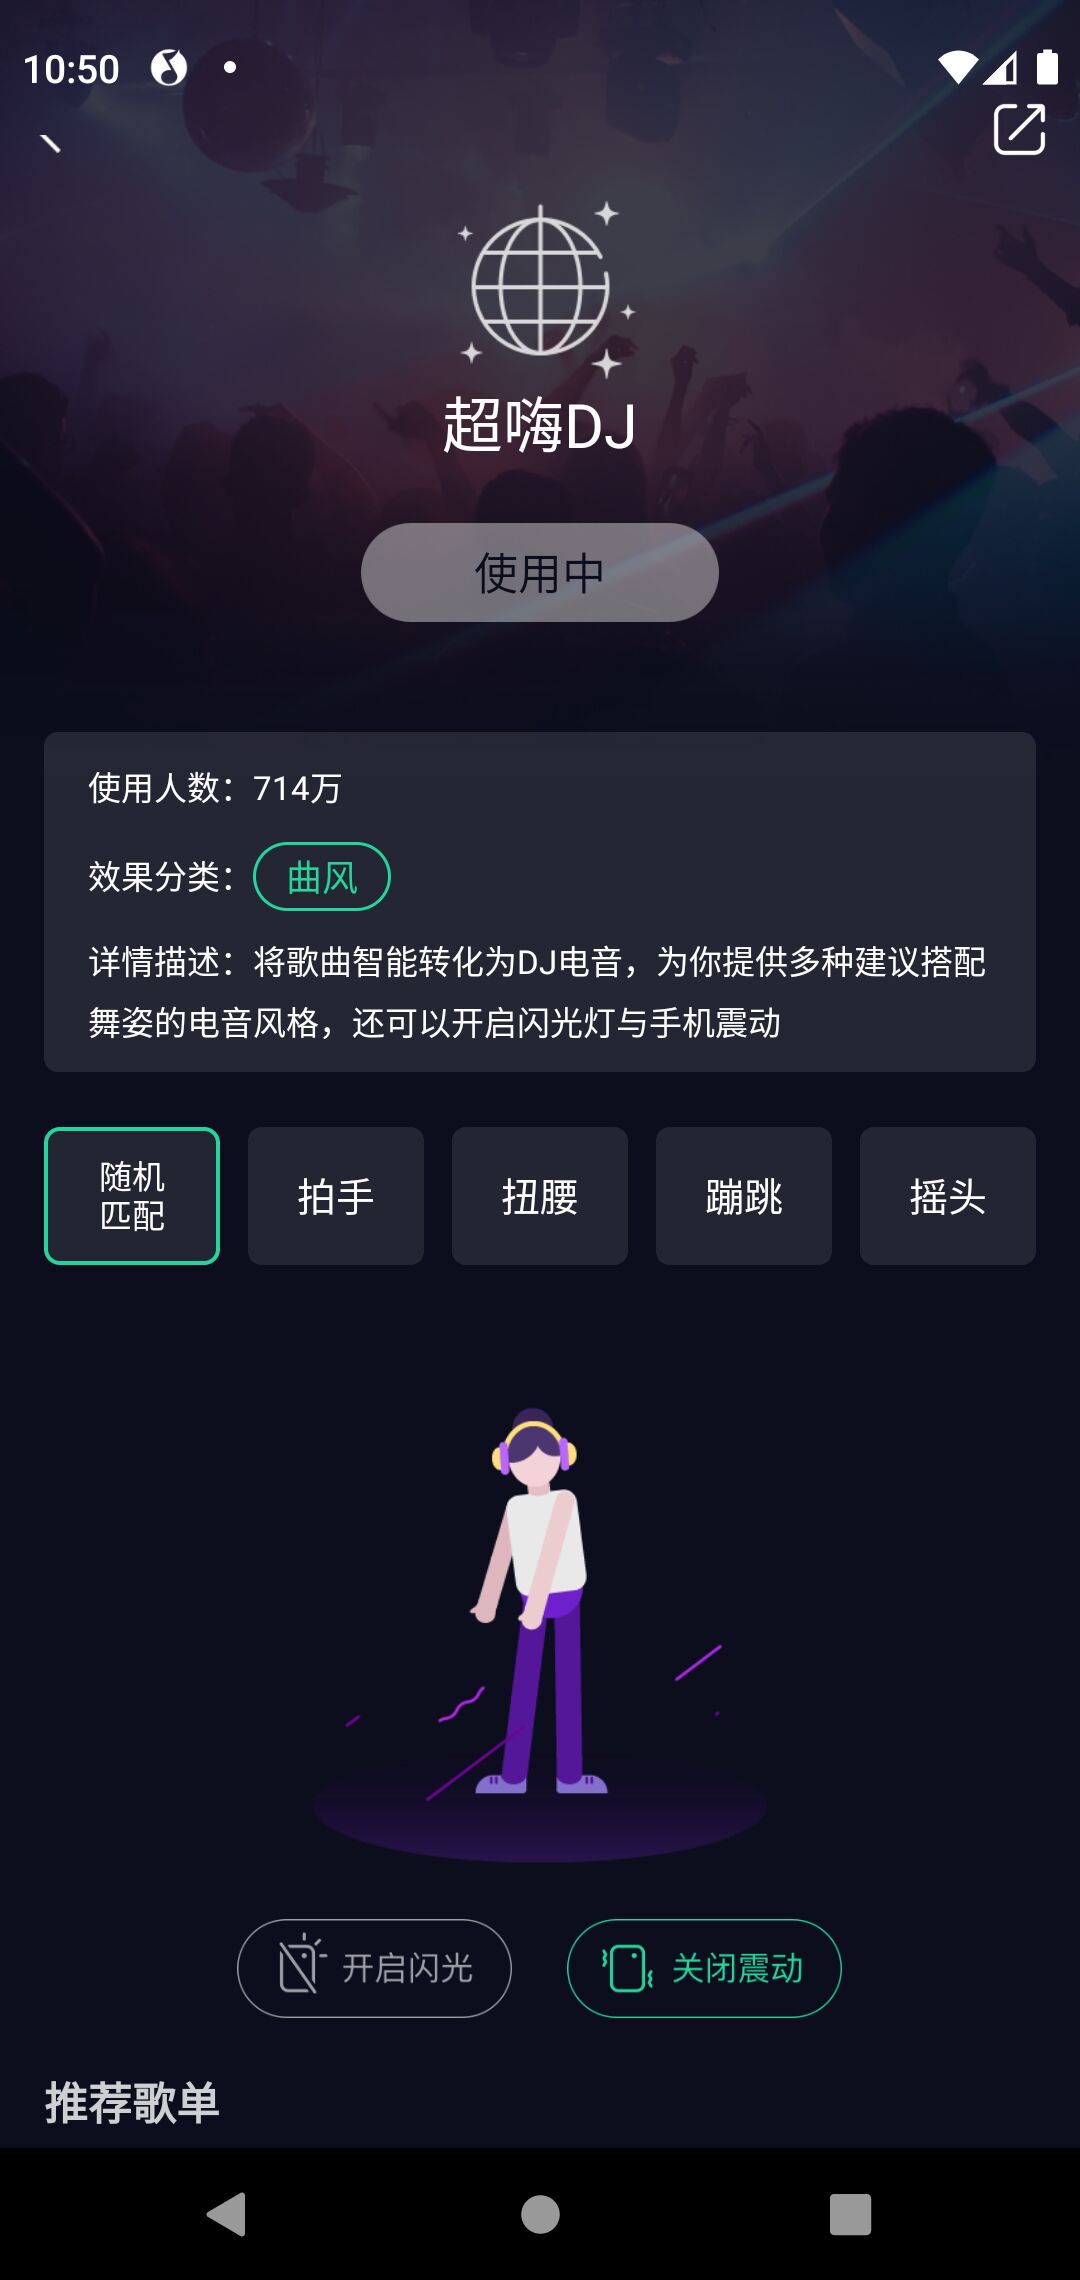 10:50
超嗨DJ
使用中
使用人数：714万
效果分类：曲风
详情描述：将歌曲智能转化为DJ电音，为你提供多种建议搭配
舞姿的电音风格，还可以开启闪光灯与手机震动
随机
匹配
拍手
扭腰
蹦跳
摇头
开启闪光
关闭震动
推荐歌单